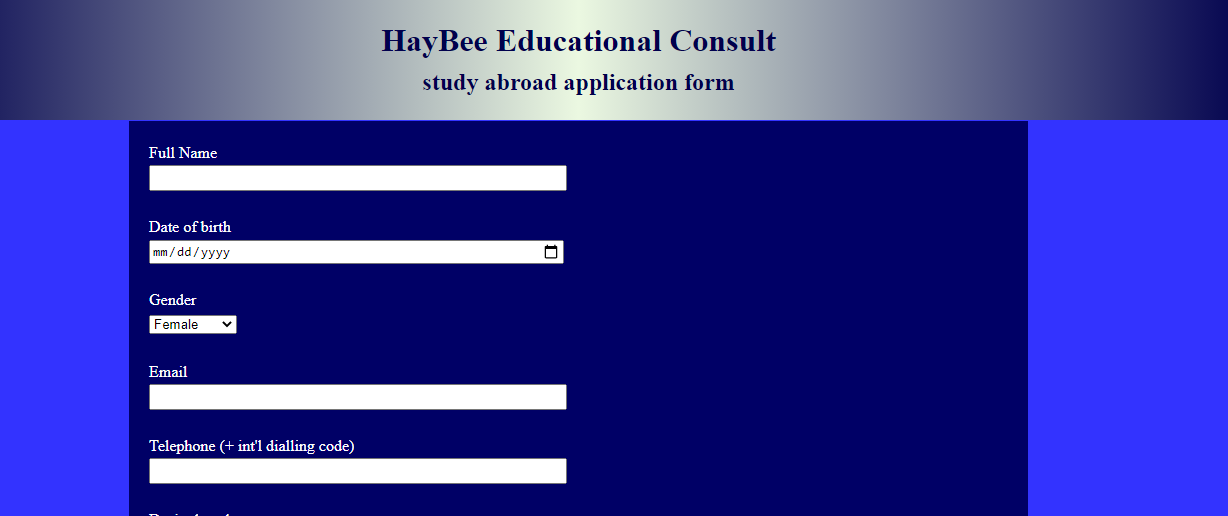 HayBee Educational Consult
study abroad application form
Full Name
Date of birth
mm/dd/yyyy
Gender
Female
Email
Telephone (+ int'l dialling code)